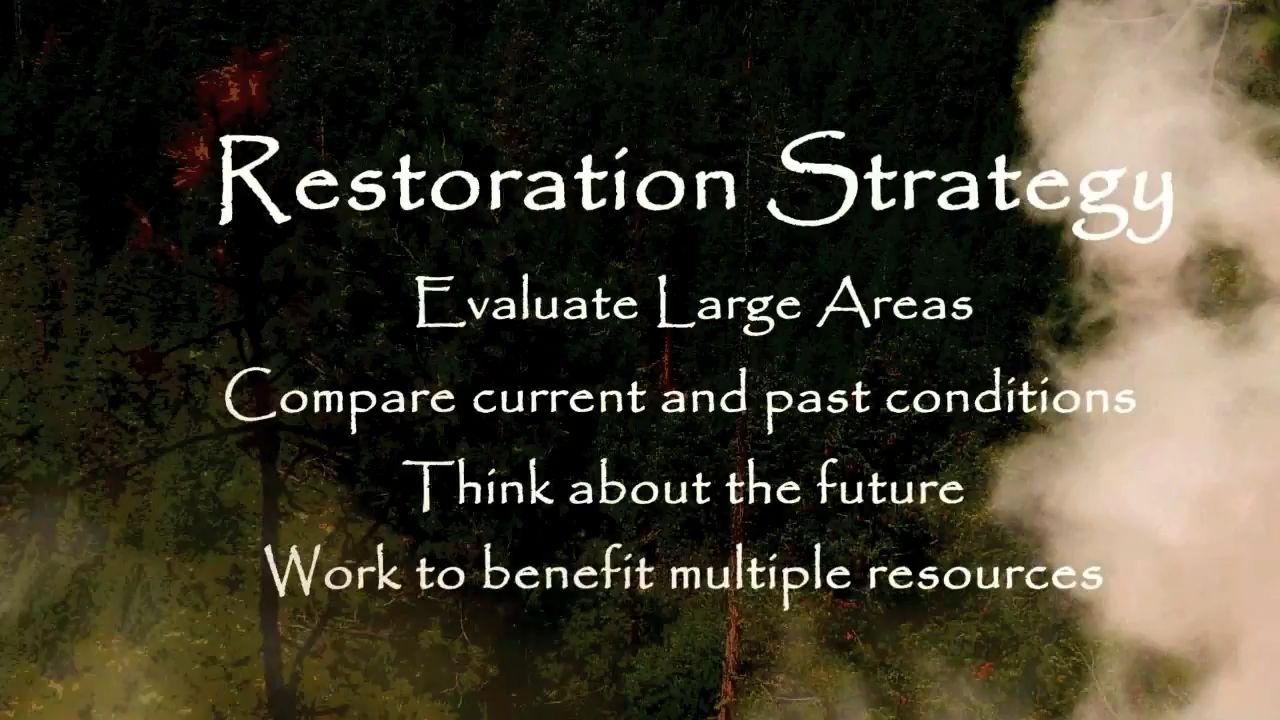 Restoration Strategy
Evaluate Large Areas
Compare current and past conditions
Think about the future
Work to benefit multiple resources